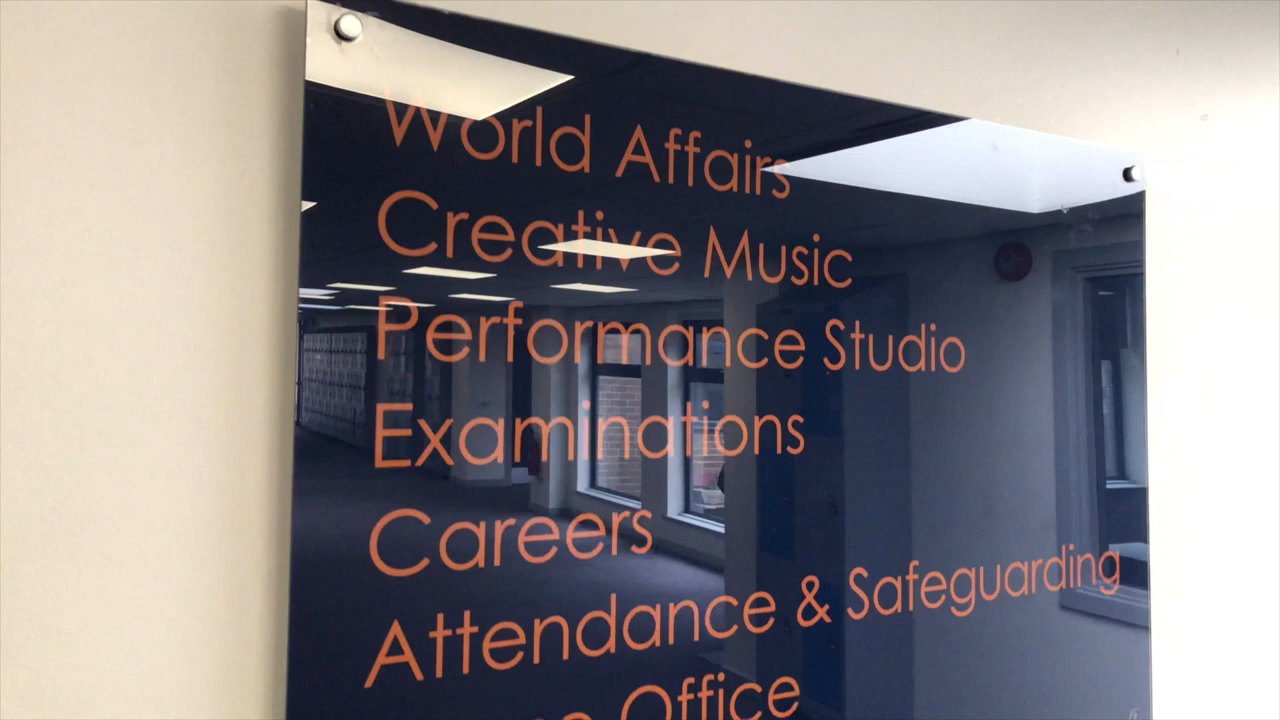 World Affairs
Creative Music
Performance Studio
Examinations
Careers
Attendance & Safeguarding
Office